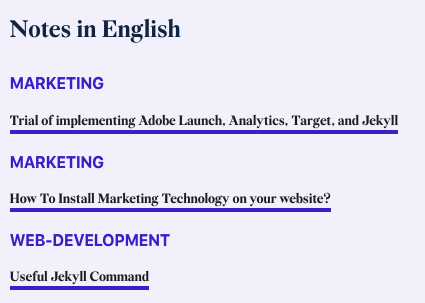 Notes in English
MARKETING
Trial of implementing Adobe Launch, Analytics, Target, and Jekyll
MARKETING
How To Install Marketing Technology on your website?
WEB-DEVELOPMENT
Useful Jekyll Command